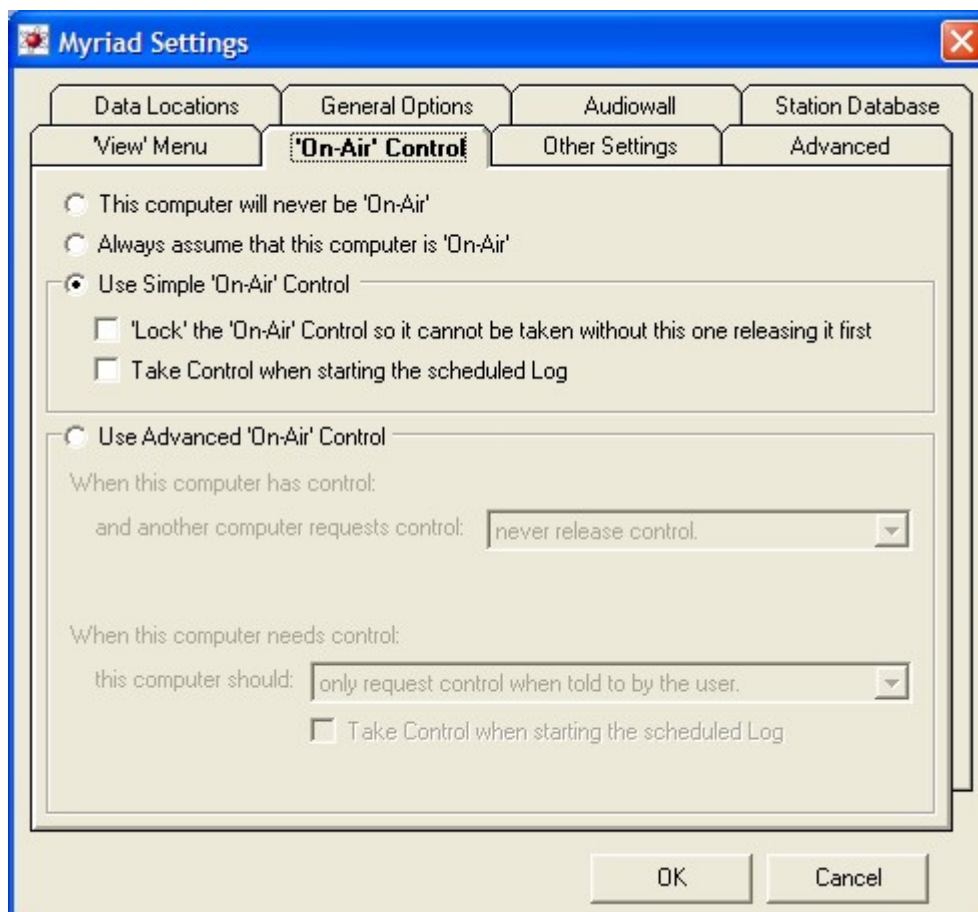 Myriad Settings
Data Locations
General Options
Audiowall
Station Database
'View' Menu
'On-Air' Control
Other Settings
Advanced
This computer will never be 'On-Air'
Always assume that this computer is 'On-Air'
Use Simple 'On-Air' Control
'Lock' the 'On-Air' Control so it cannot be taken without this one releasing it first
Take Control when starting the scheduled Log
Use Advanced 'On-Air' Control
When this computer has control:
and another computer requests control: never release control.
When this computer needs control:
this computer should: only request control when told to by the user.
Take Control when starting the scheduled Log
OK
Cancel